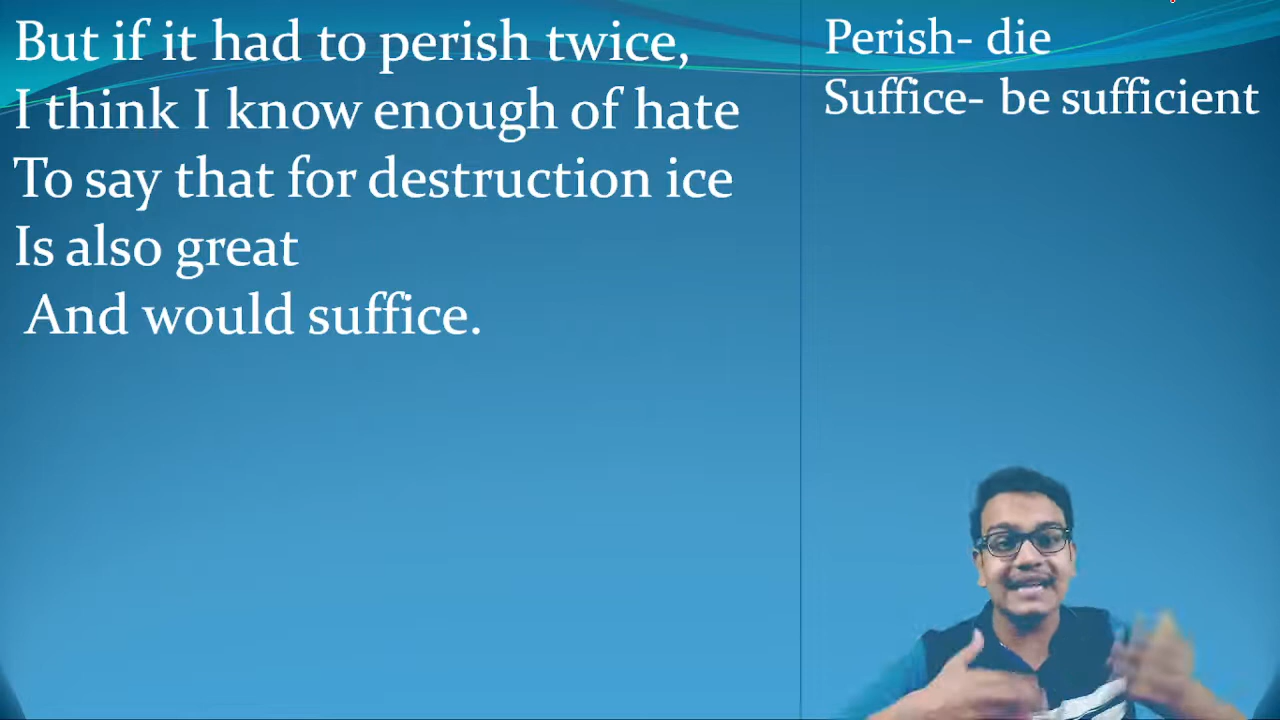 But if it had to perish twice,
I think I know enough of hate
To say that for destruction ice
Is also great
And would suffice.
Perish- die
Suffice- be sufficient